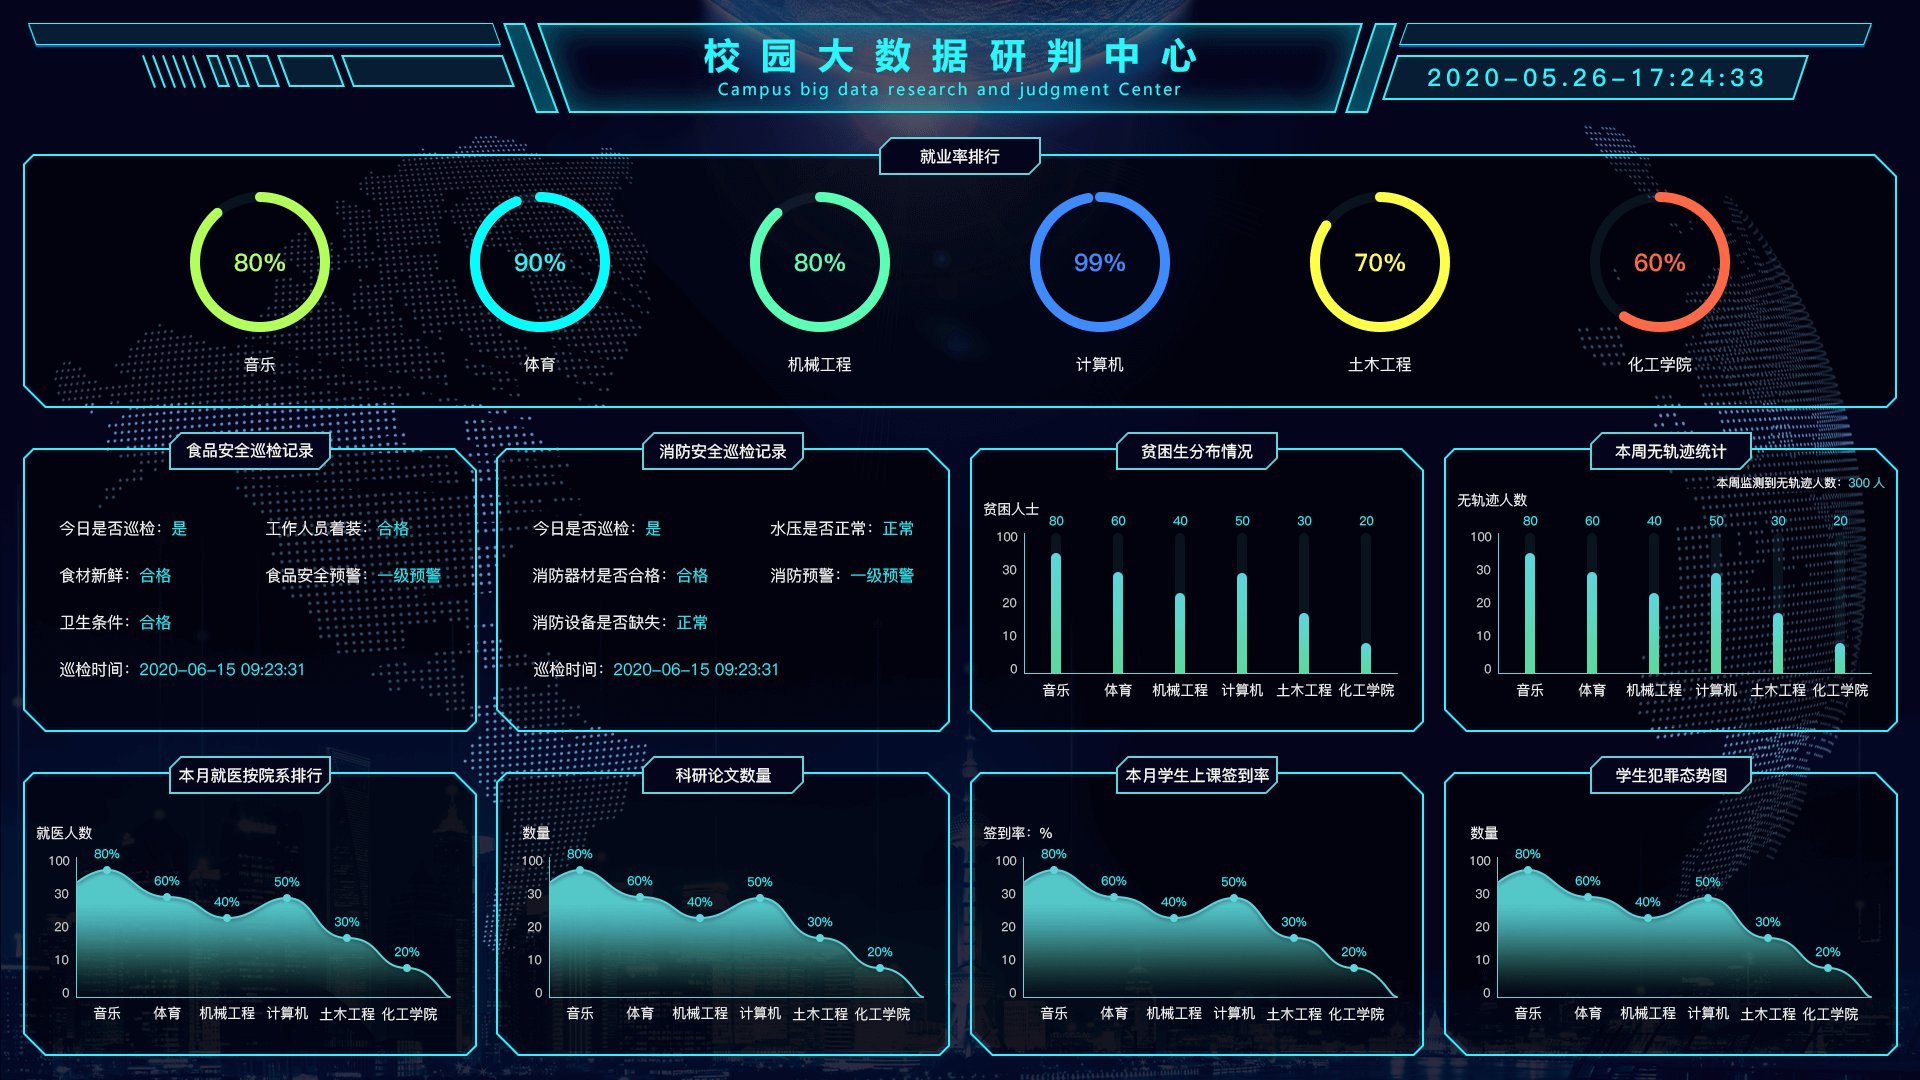 校园大数据研判中心
Campus big data research and judgment Center
2020-05.26-17:24:33
就业率排行
80% 90% 80% 99% 70% 60%
音乐 体育 机械工程 计算机 土木工程 化工学院
食品安全巡检记录
今日是否巡检：是 工作人员着装：合格
食材新鲜：合格 食品安全预警：一级预警
卫生条件：合格
巡检时间：2020-06-15 09:23:31
消防安全巡检记录
今日是否巡检：是 水压是否正常：正常
消防器材是否合格：合格 消防预警：一级预警
消防设备是否缺失：正常
巡检时间：2020-06-15 09:23:31
贫困生分布情况
贫困人士
80 60 40 50 30 20
100
30
20
10
0
音乐 体育 机械工程 计算机 土木工程 化工学院
本周无轨迹统计
本周监测到无轨迹人数：300 人
无轨迹人数
80 60 40 50 30 20
100
30
20
10
0
音乐 体育 机械工程 计算机 土木工程 化工学院
本月就医按院系排行
就医人数
80% 60% 40% 50% 30% 20%
100
30
20
10
0
音乐 体育 机械工程 计算机 土木工程 化工学院
科研论文数量
数量
80% 60% 40% 50% 30% 20%
100
30
20
10
0
音乐 体育 机械工程 计算机 土木工程 化工学院
本月学生上课签到率
签到率：%
80% 60% 40% 50% 30% 20%
100
30
20
10
0
音乐 体育 机械工程 计算机 土木工程 化工学院
学生犯罪态势图
数量
80% 60% 40% 50% 30% 20%
100
30
20
10
0
音乐 体育 机械工程 计算机 土木工程 化工学院